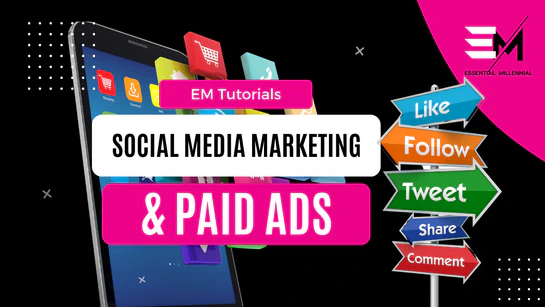 EM Tutorials
SOCIAL MEDIA MARKETING
& PAID ADS
EM
ESSENTIAL MILLENNIAL
Like
Follow
Tweet
Share
Comment